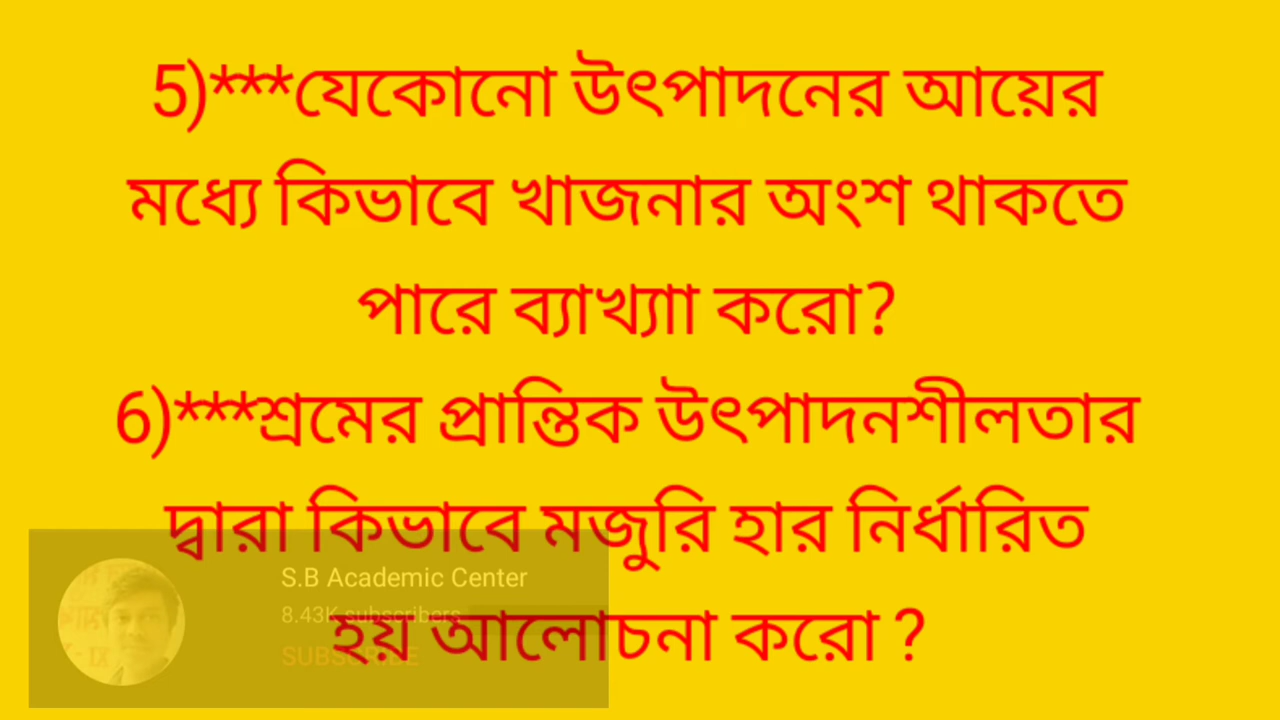 5)***যেকোনো উৎপাদনের আয়ের
মধ্যে কিভাবে খাজনার অংশ থাকতে
পারে ব্যাখ্যাা করো?
6)***শ্রমের প্রান্তিক উৎপাদনশীলতার
দ্বারা কিভাবে মজুরি হার নির্ধারিত
হয় আলোচনা করো ?
S.B Academic Center
8.43K subscribers
SUBSCRIBE